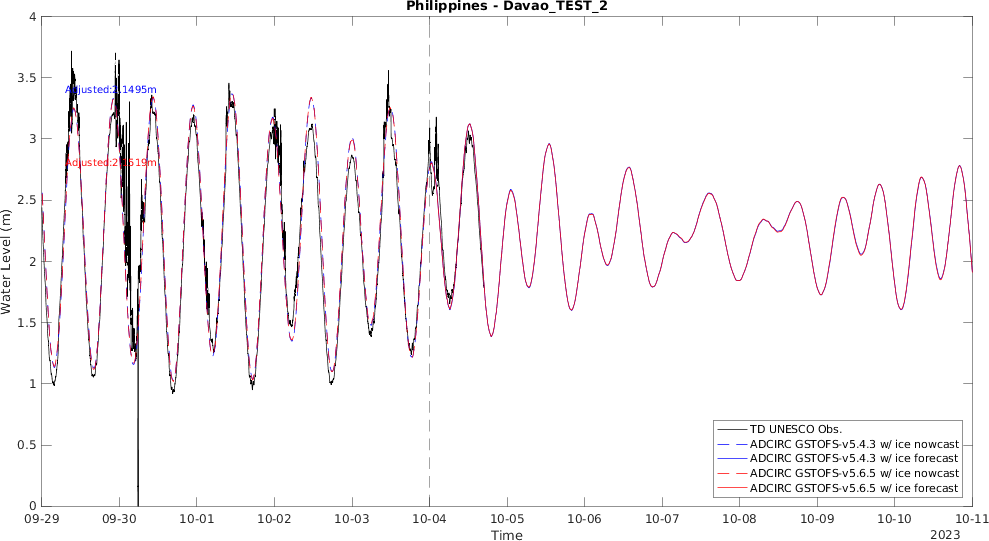 Philippines - Davao_TEST_2
4
3.5
3
2.5
2
1.5
1
0.5
0
Water Level (m)
Adjusted:2.1495m
09-29
09-30
10-01
10-02
10-03
10-04
10-05
10-06
10-07
10-08
10-09
10-10
10-11
Time
2023
TD UNESCO Obs.
ADCIRC GSTOFS-v5.4.3 w/ ice nowcast
ADCIRC GSTOFS-v5.4.3 w/ ice forecast
ADCIRC GSTOFS-v5.6.5 w/ ice nowcast
ADCIRC GSTOFS-v5.6.5 w/ ice forecast